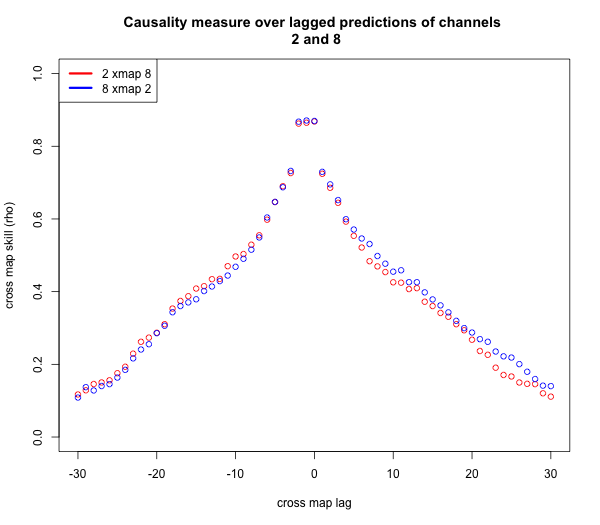 Causality measure over lagged predictions of channels
2 and 8
2 xmap 8
8 xmap 2
1.0
0.8
0.6
0.4
0.2
0.0
cross map skill (rho)
-30
-20
-10
0
10
20
30
cross map lag